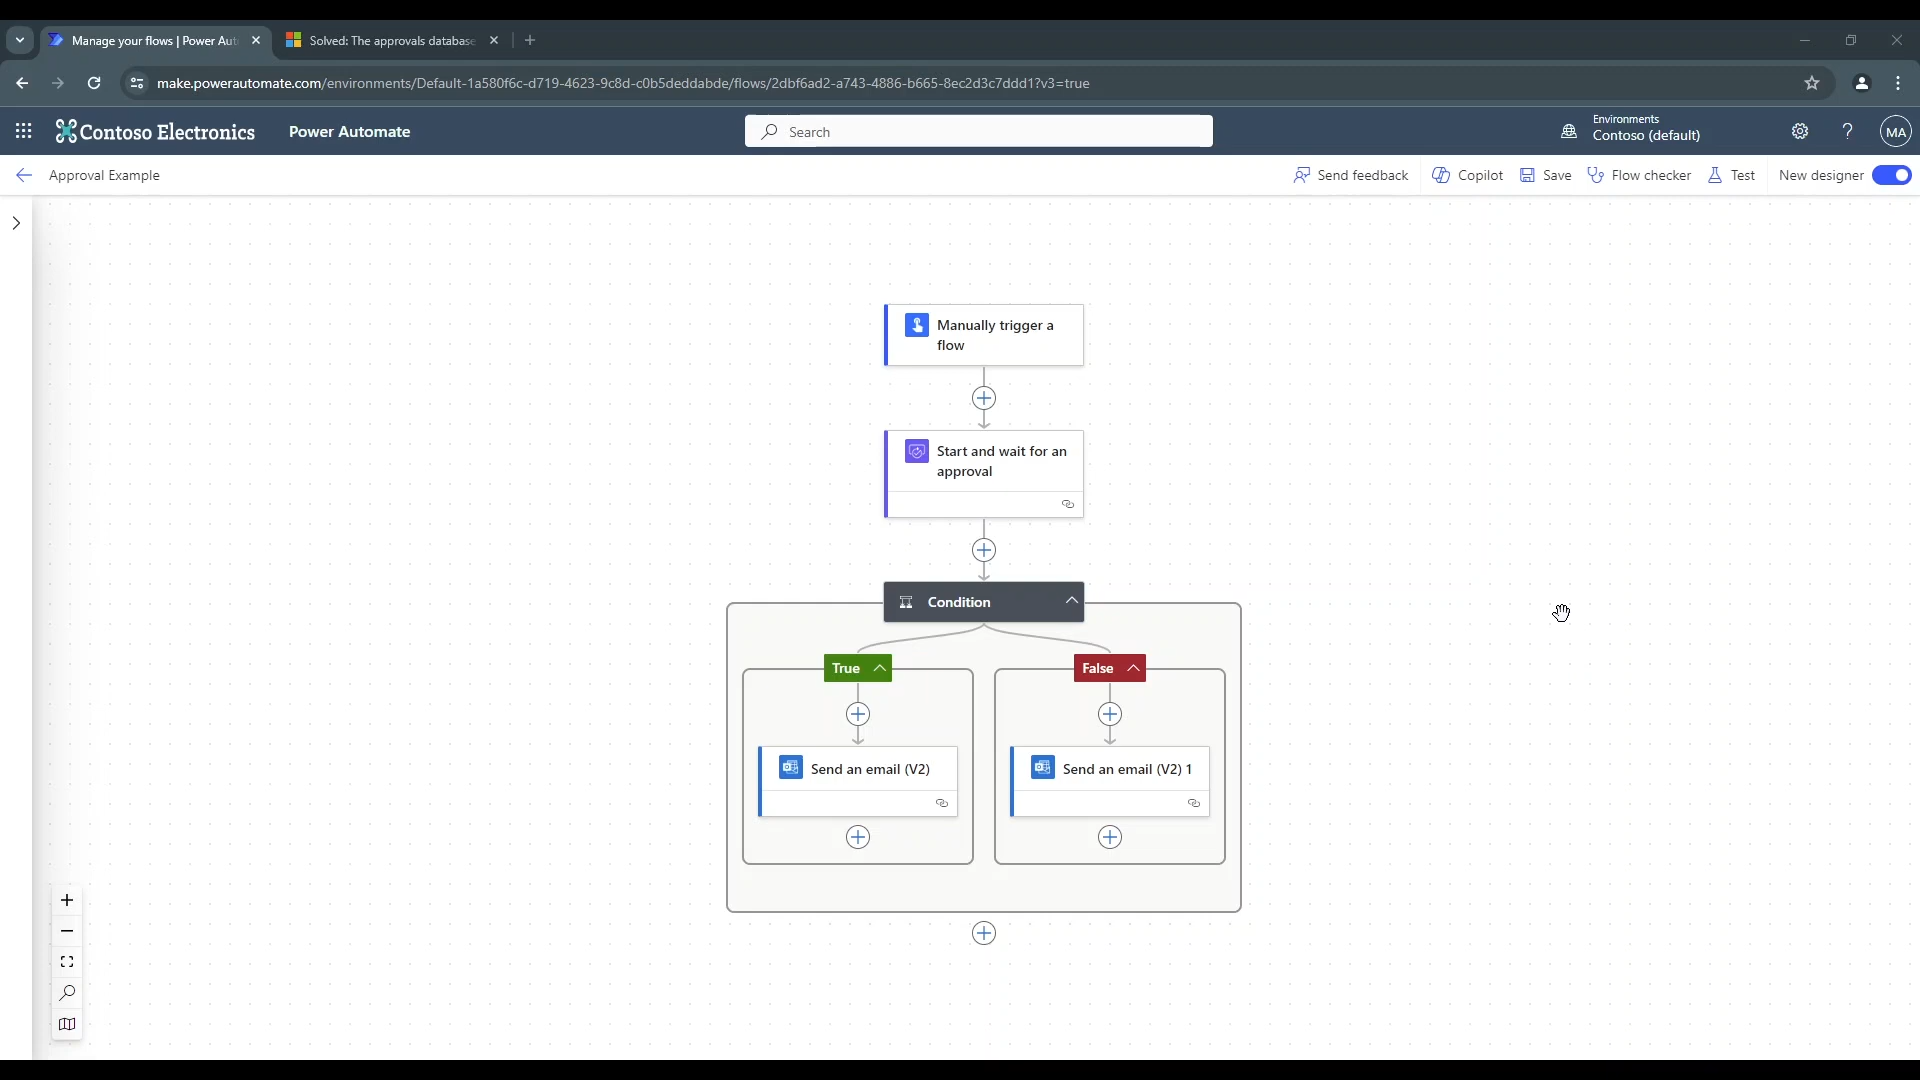 Manage your flows | Power Aut
Solved: The approvals database
make.powerautomate.com/environments/Default-1a580f6c-d719-4623-9c8d-c0b5deddabde/flows/2dbf6ad2-a743-4886-b665-8ec2d3c7ddd1?v3=true
Contoso Electronics
Power Automate
Search
Environments
Contoso (default)
?
MA
Approval Example
Send feedback
Copilot
Save
Flow checker
Test
New designer
Manually trigger a
flow
Start and wait for an
approval
Condition
True
False
Send an email (V2)
Send an email (V2) 1